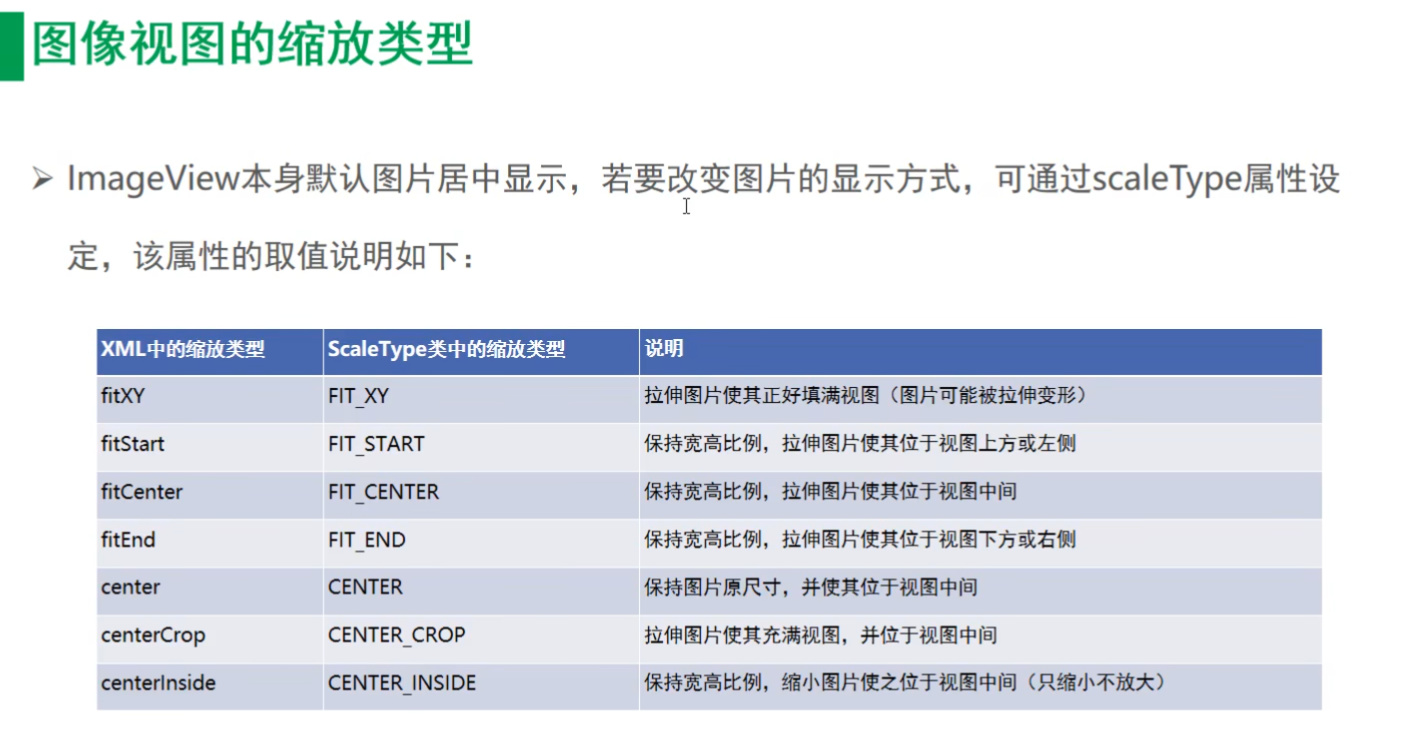 图像视图的缩放类型
➢ ImageView本身默认图片居中显示，若要改变图片的显示方式，可通过scaleType属性设
定，该属性的取值说明如下：
XML中的缩放类型 ScaleType类中的缩放类型 说明
fitXY FIT_XY 拉伸图片使其正好填满视图（图片可能被拉伸变形）
fitStart FIT_START 保持宽高比例，拉伸图片使其位于视图上方或左侧
fitCenter FIT_CENTER 保持宽高比例，拉伸图片使其位于视图中间
fitEnd FIT_END 保持宽高比例，拉伸图片使其位于视图下方或右侧
center CENTER 保持图片原尺寸，并使其位于视图中间
centerCrop CENTER_CROP 拉伸图片使其充满视图，并位于视图中间
centerInside CENTER_INSIDE 保持宽高比例，缩小图片使之位于视图中间（只缩小不放大）